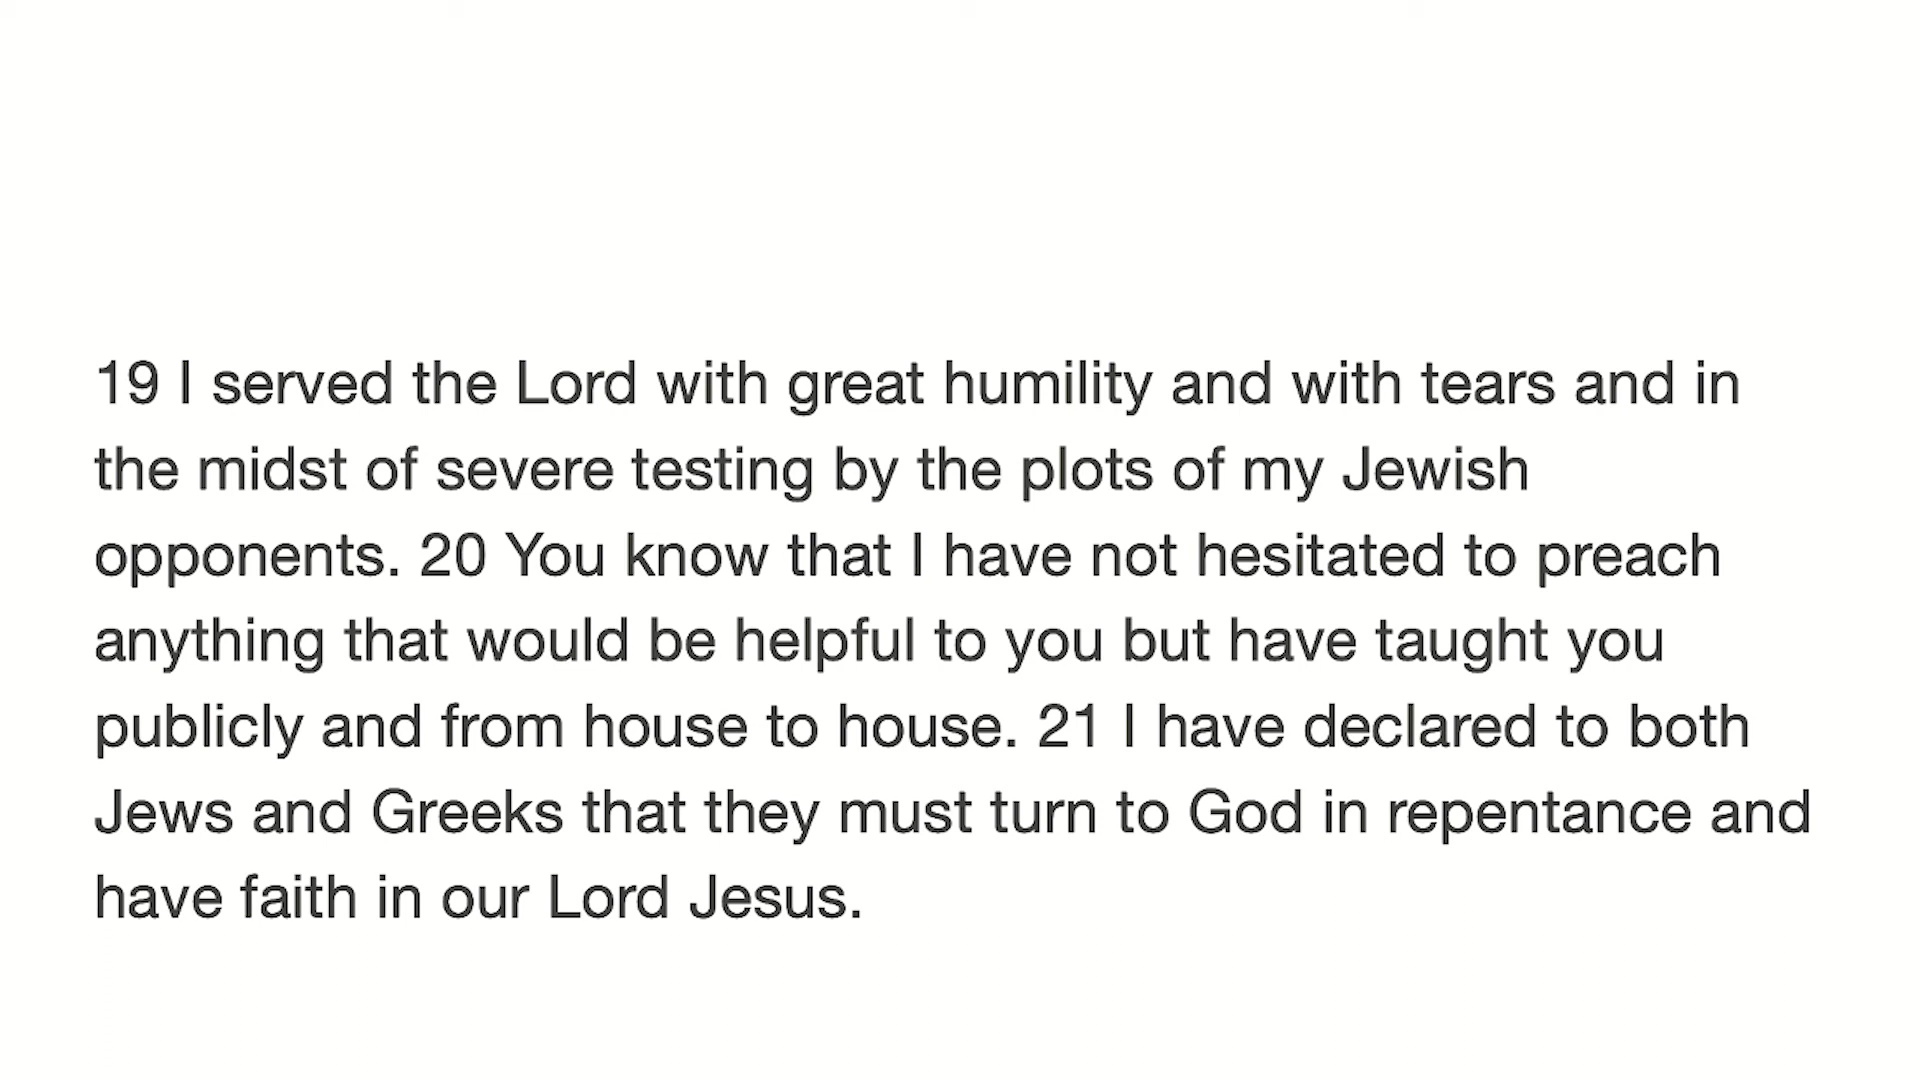 19 I served the Lord with great humility and with tears and in
the midst of severe testing by the plots of my Jewish
opponents. 20 You know that I have not hesitated to preach
anything that would be helpful to you but have taught you
publicly and from house to house. 21 I have declared to both
Jews and Greeks that they must turn to God in repentance and
have faith in our Lord Jesus.